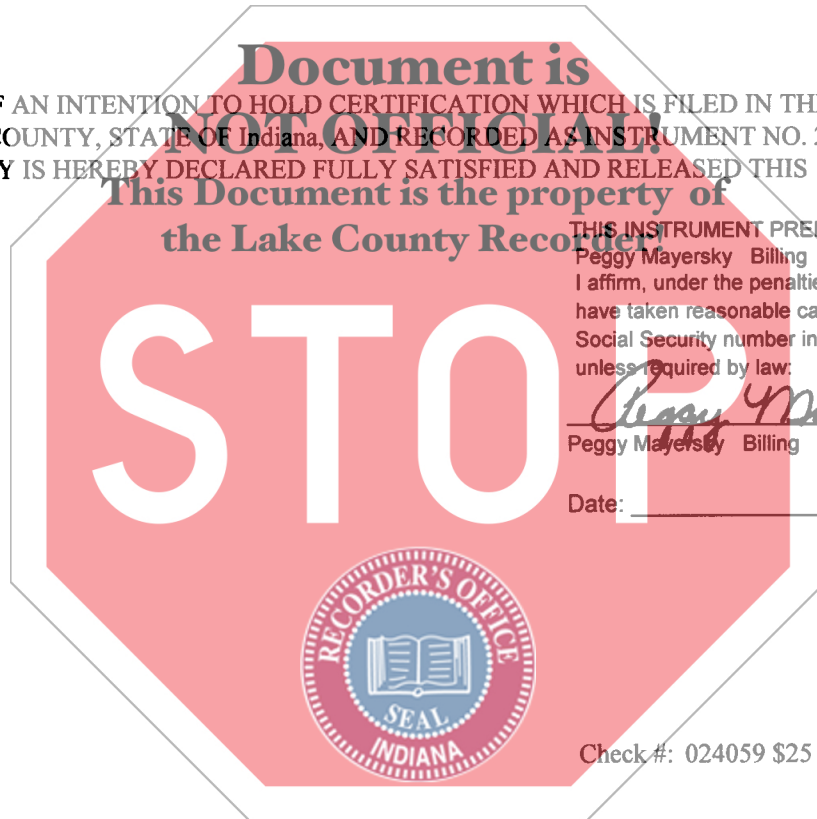 Document is
F AN INTENTION TO HOLD CERTIFICATION WHICH IS FILED IN TH
COUNTY, STATE OF Indiana, AND RECORDED AS INSTRUMENT NO. 2
NOT OFFICIAL!
Y IS HEREBY DECLARED FULLY SATISFIED AND RELEASED THIS
This Document is the property of
the Lake County Recorder!
THIS INSTRUMENT PRE
Peggy Mayersky Billing
I affirm, under the penaltie
have taken reasonable ca
Social Security number in
unless required by law:
Peggy M
Peggy Mayersky Billing
Date:
STOP
RECORDER'S OFFICE
SEAL
INDIANA
Check #: 024059 $25